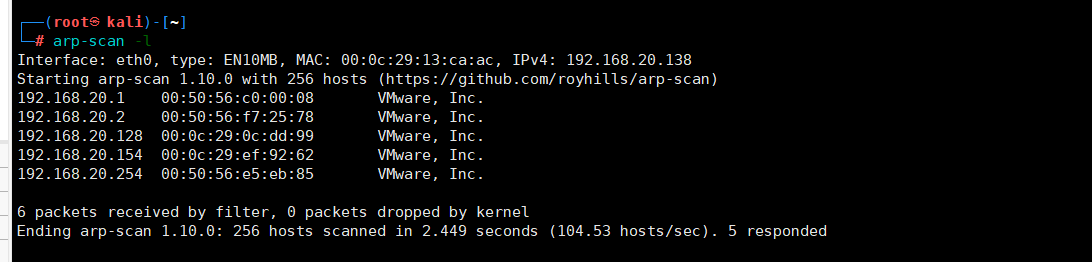 ┌──(root㉿kali)-[~]
└─# arp-scan -l
Interface: eth0, type: EN10MB, MAC: 00:0c:29:13:ca:ac, IPv4: 192.168.20.138
Starting arp-scan 1.10.0 with 256 hosts (https://github.com/royhills/arp-scan)
192.168.20.1    00:50:56:c0:00:08       VMware, Inc.
192.168.20.2    00:50:56:f7:25:78       VMware, Inc.
192.168.20.128  00:0c:29:0c:dd:99       VMware, Inc.
192.168.20.154  00:0c:29:ef:92:62       VMware, Inc.
192.168.20.254  00:50:56:e5:eb:85       VMware, Inc.
6 packets received by filter, 0 packets dropped by kernel
Ending arp-scan 1.10.0: 256 hosts scanned in 2.449 seconds (104.53 hosts/sec). 5 responded